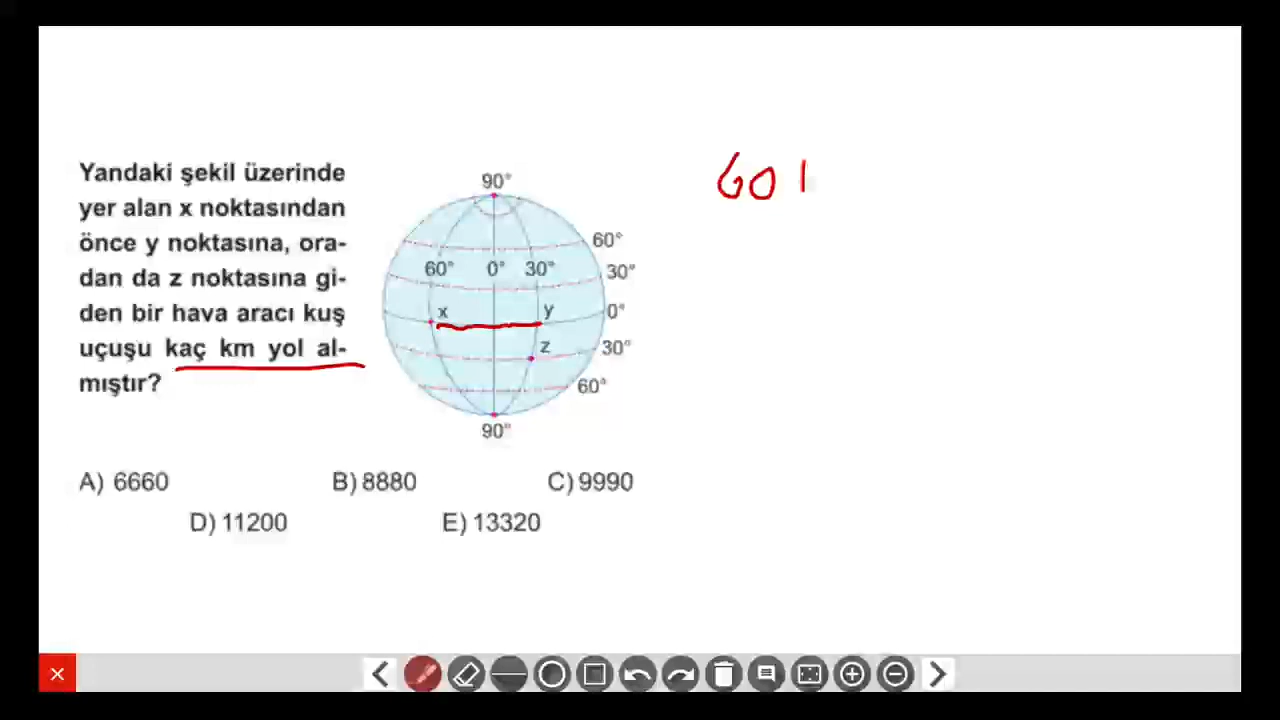 Yandaki şekil üzerinde
yer alan x noktasından
önce y noktasına, ora-
dan da z noktasına gi-
den bir hava aracı kuş
uçuşu kaç km yol al-
mıştır?
90°
60°
60° 0° 30° 30°
x y 0°
z 30°
60°
90°
A) 6660 B) 8880 C) 9990
D) 11200 E) 13320
60 1